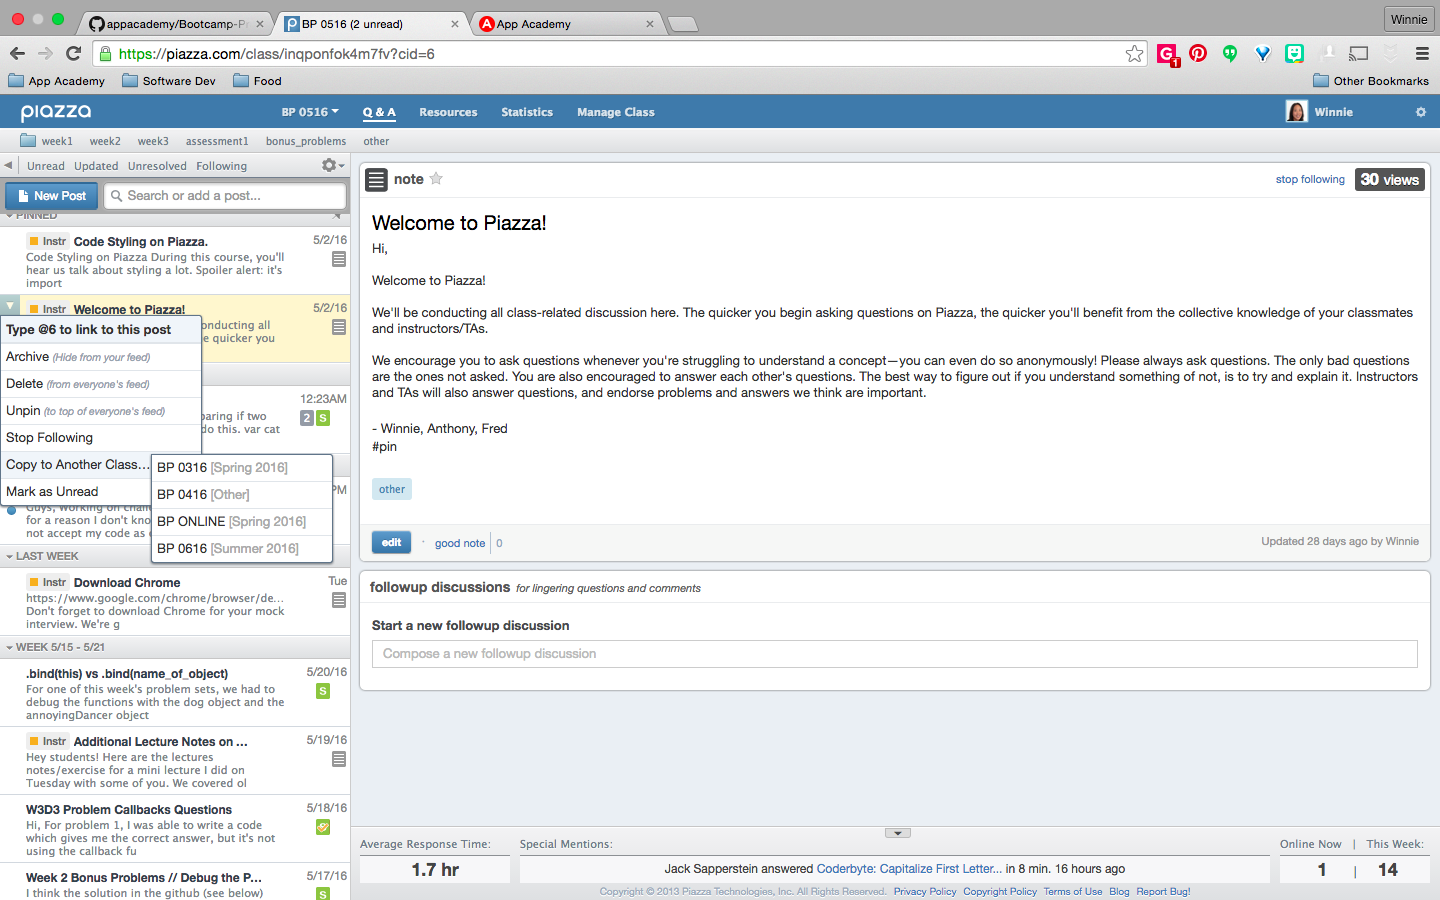 appacademy/Bootcamp-P
BP 0516 (2 unread)
App Academy
Winnie
https://piazza.com/class/inqponfok4m7fv?cid=6
1
App Academy
Software Dev
Food
Other Bookmarks
piazza
BP 0516
Q & A
Resources
Statistics
Manage Class
Winnie
week1
week2
week3
assessment1
bonus_problems
other
Unread
Updated
Unresolved
Following
New Post
Search or add a post...
PINNED
Instr Code Styling on Piazza. 5/2/16
Code Styling on Piazza During this course, you'll
hear us talk about styling a lot. Spoiler alert: it's
import
Instr Welcome to Piazza! 5/2/16
onducting all
e quicker you
Type @6 to link to this post
Archive (Hide from your feed)
Delete (from everyone's feed)
Unpin (to top of everyone's feed)
Stop Following
Copy to Another Class...
Mark as Unread
BP 0316 [Spring 2016]
BP 0416 [Other]
BP ONLINE [Spring 2016]
BP 0616 [Summer 2016]
12:23AM
paring if two
do this. var cat
2 S
PM
Guys, Working on chall
for a reason I don't kno
not accept my code as
LAST WEEK
Instr Download Chrome Tue
https://www.google.com/chrome/browser/de...
Don't forget to download Chrome for your mock
interview. We're g
WEEK 5/15 - 5/21
.bind(this) vs .bind(name_of_object) 5/20/16
For one of this week's problem sets, we had to
debug the functions with the dog object and the
annoyingDancer object
S
Instr Additional Lecture Notes on ... 5/19/16
Hey students! Here are the lectures
notes/exercise for a mini lecture I did on
Tuesday with some of you. We covered ol
W3D3 Problem Callbacks Questions 5/18/16
Hi, For problem 1, I was able to write a code
which gives me the correct answer, but it's not
using the callback fu
Week 2 Bonus Problems // Debug the P... 5/17/16
I think the solution in the github (see below)
S
note
stop following
30 views
Welcome to Piazza!
Hi,
Welcome to Piazza!
We'll be conducting all class-related discussion here. The quicker you begin asking questions on Piazza, the quicker you'll benefit from the collective knowledge of your classmates
and instructors/TAs.
We encourage you to ask questions whenever you're struggling to understand a concept—you can even do so anonymously! Please always ask questions. The only bad questions
are the ones not asked. You are also encouraged to answer each other's questions. The best way to figure out if you understand something of not, is to try and explain it. Instructors
and TAs will also answer questions, and endorse problems and answers we think are important.
- Winnie, Anthony, Fred
#pin
other
edit · good note 0
Updated 28 days ago by Winnie
followup discussions for lingering questions and comments
Start a new followup discussion
Compose a new followup discussion
Average Response Time:
1.7 hr
Special Mentions:
Jack Sapperstein answered Coderbyte: Capitalize First Letter... in 8 min. 16 hours ago
Online Now | This Week:
1 | 14
Copyright © 2013 Piazza Technologies, Inc. All Rights Reserved. Privacy Policy Copyright Policy Terms of Use Blog Report Bug!